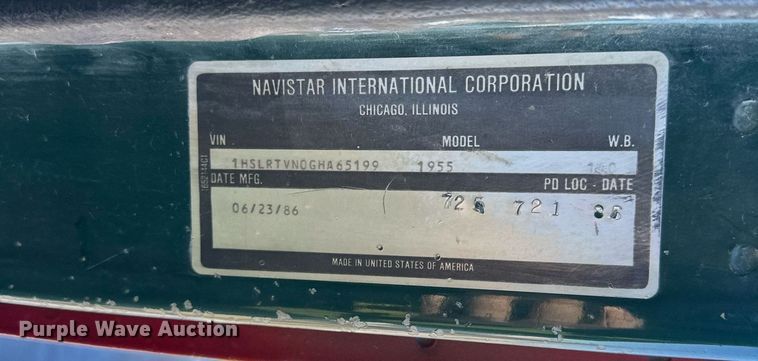 NAVISTAR INTERNATIONAL CORPORATION
CHICAGO, ILLINOIS
VIN MODEL W.B.
1HSLRTVN0GHA65199 1955
DATE MFG. PD LOC - DATE
06/23/86 721
MADE IN UNITED STATES OF AMERICA
1652144C1
Purple Wave Auction